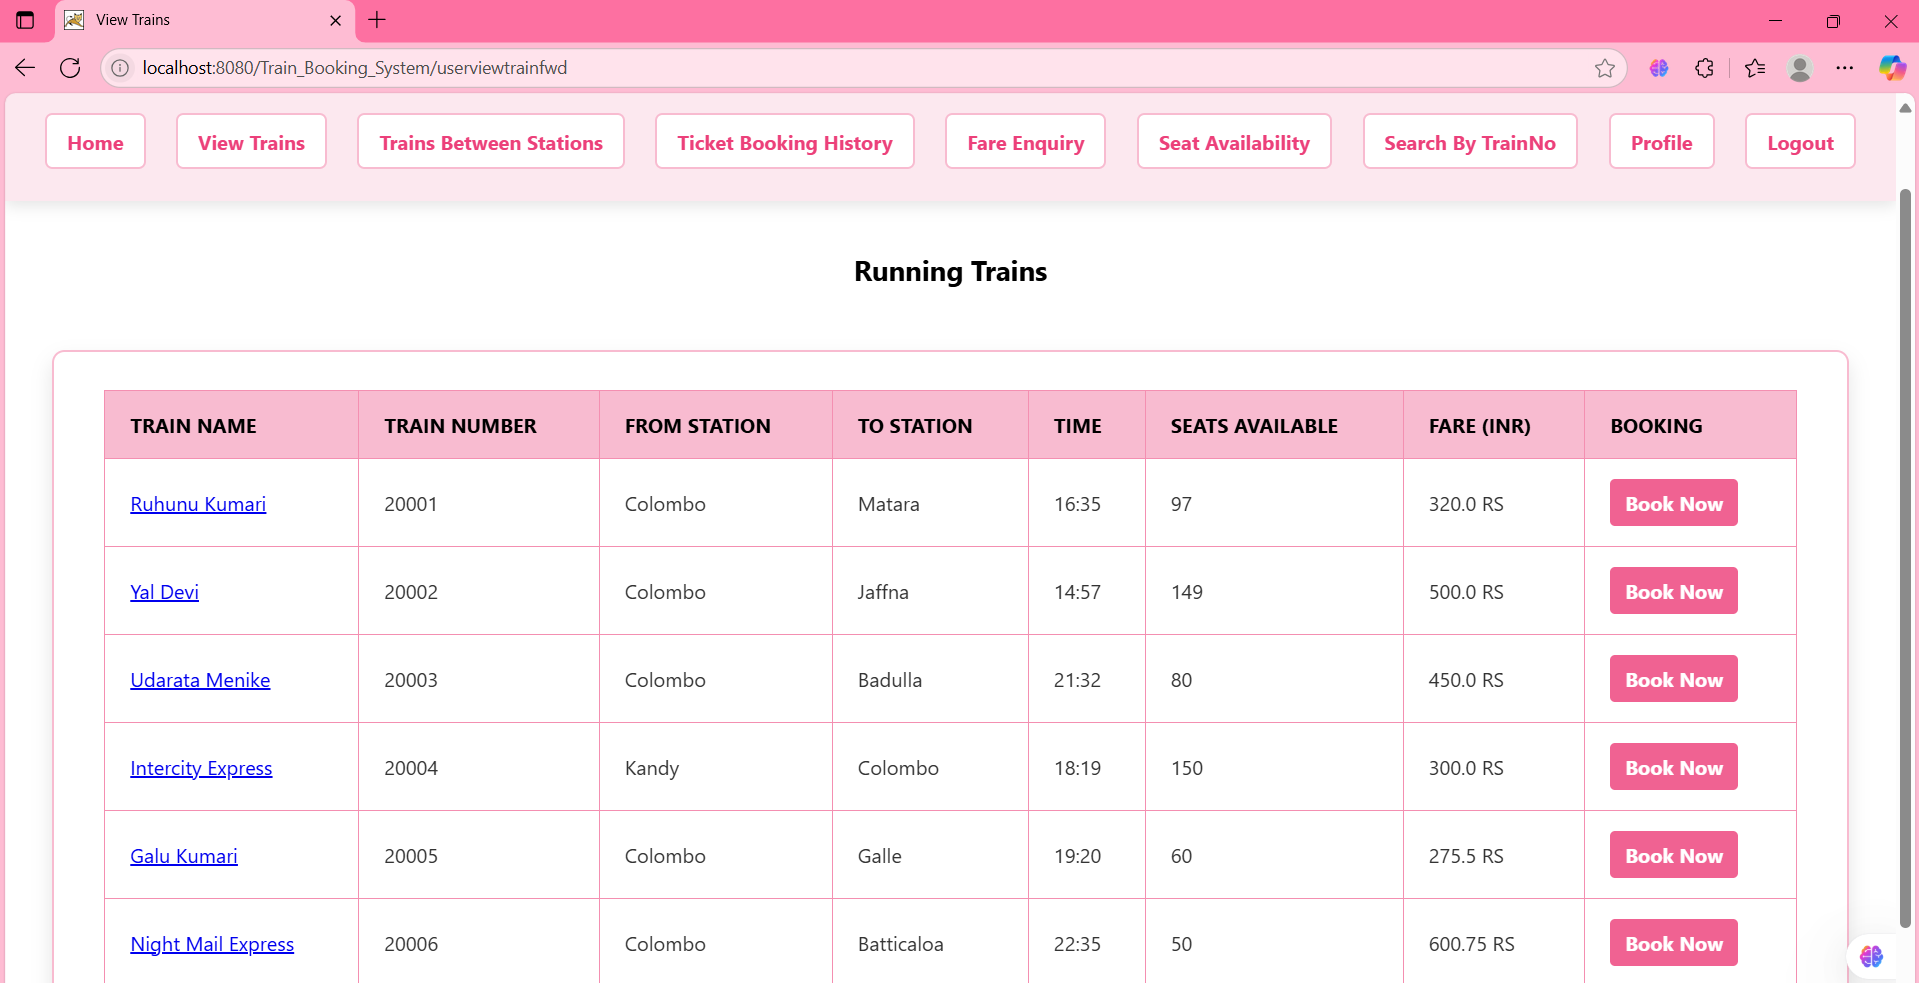 View Trains
localhost:8080/Train_Booking_System/userviewtrainfwd
Home View Trains Trains Between Stations Ticket Booking History Fare Enquiry Seat Availability Search By TrainNo Profile Logout
Running Trains
TRAIN NAME TRAIN NUMBER FROM STATION TO STATION TIME SEATS AVAILABLE FARE (INR) BOOKING
Ruhunu Kumari 20001 Colombo Matara 16:35 97 320.0 RS Book Now
Yal Devi 20002 Colombo Jaffna 14:57 149 500.0 RS Book Now
Udarata Menike 20003 Colombo Badulla 21:32 80 450.0 RS Book Now
Intercity Express 20004 Kandy Colombo 18:19 150 300.0 RS Book Now
Galu Kumari 20005 Colombo Galle 19:20 60 275.5 RS Book Now
Night Mail Express 20006 Colombo Batticaloa 22:35 50 600.75 RS Book Now